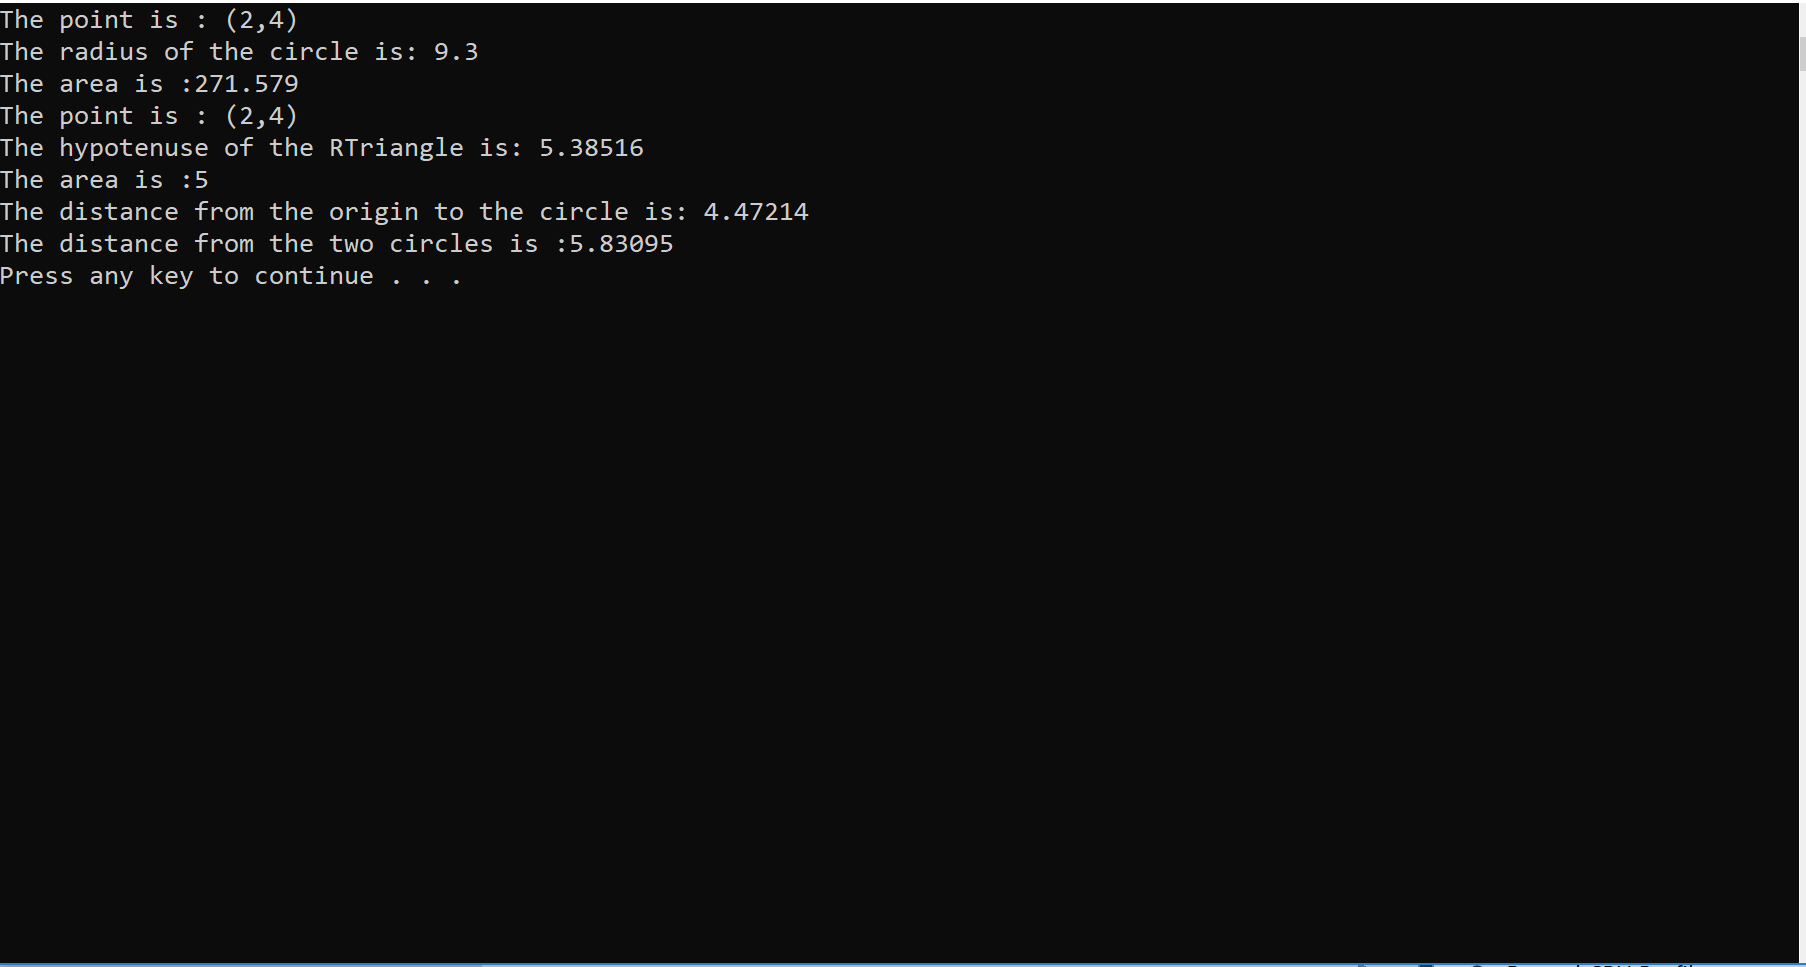 The point is : (2,4)
The radius of the circle is: 9.3
The area is :271.579
The point is : (2,4)
The hypotenuse of the RTriangle is: 5.38516
The area is :5
The distance from the origin to the circle is: 4.47214
The distance from the two circles is :5.83095
Press any key to continue . . .